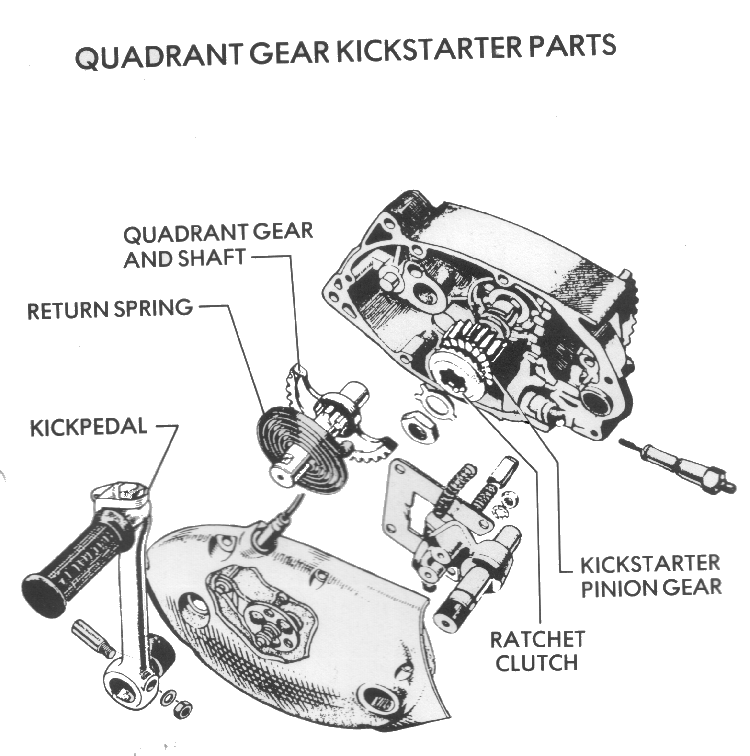 QUADRANT GEAR KICKSTARTER PARTS
QUADRANT GEAR
AND SHAFT
RETURN SPRING
KICKPEDAL
KICKSTARTER
PINION GEAR
RATCHET
CLUTCH